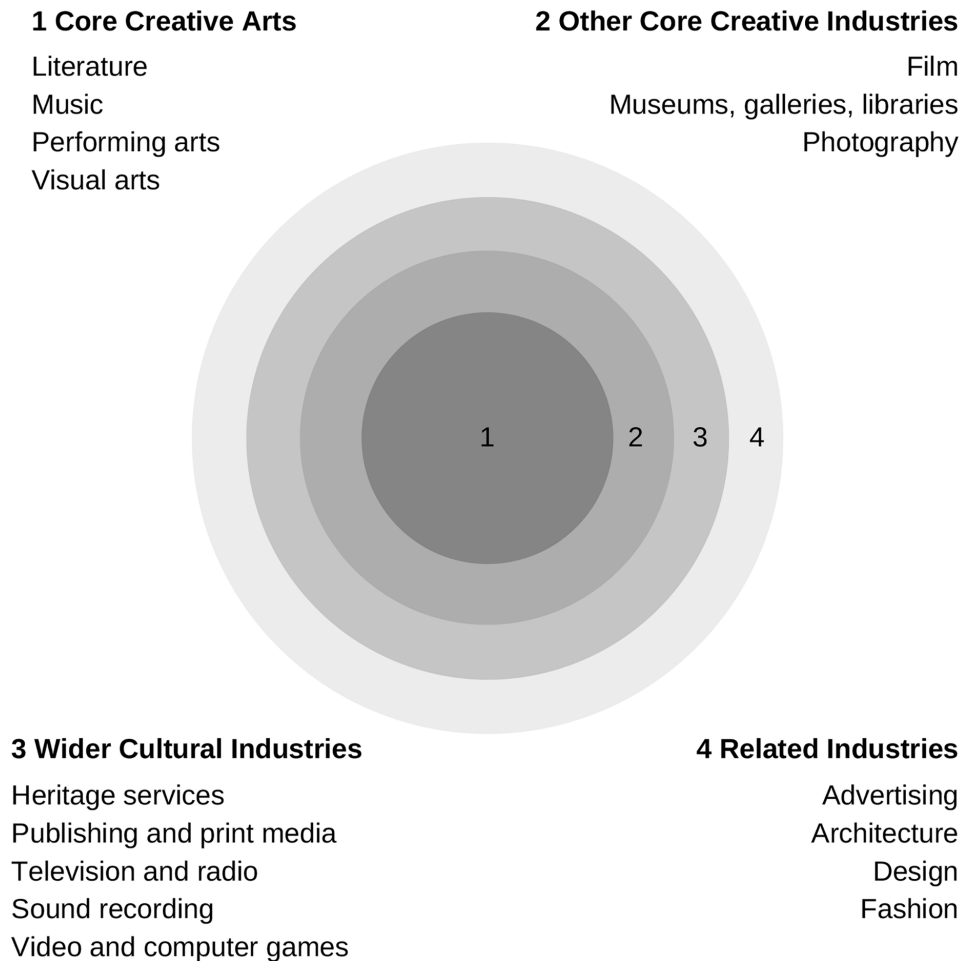 1 Core Creative Arts
Literature
Music
Performing arts
Visual arts
2 Other Core Creative Industries
Film
Museums, galleries, libraries
Photography
1
2
3
4
3 Wider Cultural Industries
Heritage services
Publishing and print media
Television and radio
Sound recording
Video and computer games
4 Related Industries
Advertising
Architecture
Design
Fashion